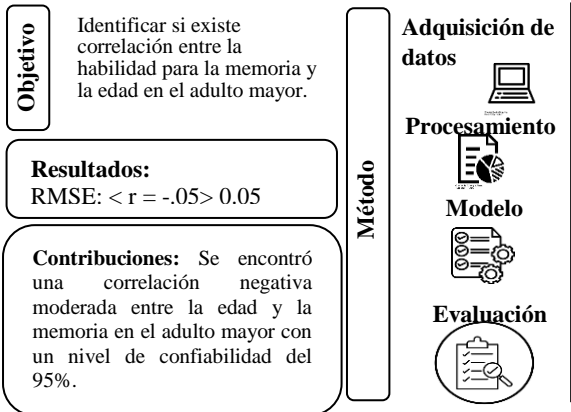 Objetivo
Identificar si existe
correlación entre la
habilidad para la memoria y
la edad en el adulto mayor.
Resultados:
RMSE: < r = -.05> 0.05
Contribuciones: Se encontró
una correlación negativa
moderada entre la edad y la
memoria en el adulto mayor con
un nivel de confiabilidad del
95%.
Método
Adquisición de
datos
Procesamiento
Modelo
Evaluación